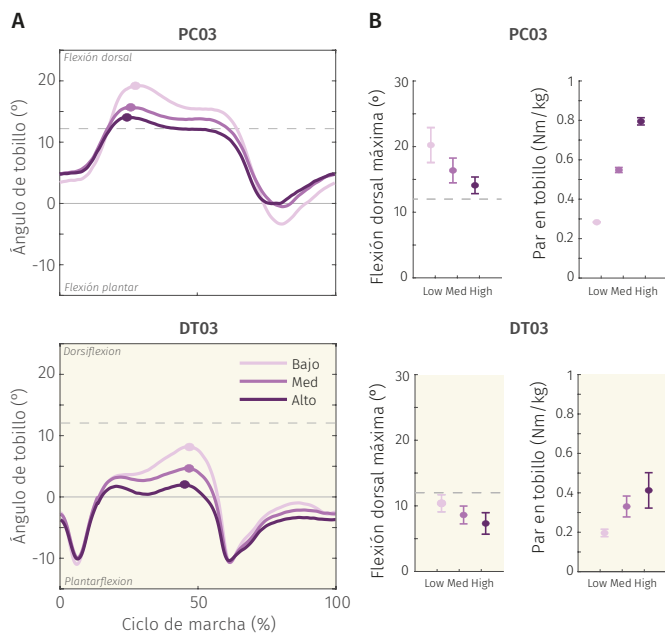 A
PC03
Flexión dorsal
20
10
0
-10
Ángulo de tobillo (º)
Flexión plantar
B
PC03
30
20
10
0
Flexión dorsal máxima (º)
Low Med High
1
0.8
0.6
0.4
0.2
0
Par en tobillo (Nm/kg)
Low Med High
DT03
Dorsiflexion
20
10
0
-10
Ángulo de tobillo (º)
Bajo
Med
Alto
Plantarflexion
0
50
100
Ciclo de marcha (%)
DT03
30
20
10
0
Flexión dorsal máxima (º)
Low Med High
1
0.8
0.6
0.4
0.2
0
Par en tobillo (Nm/kg)
Low Med High